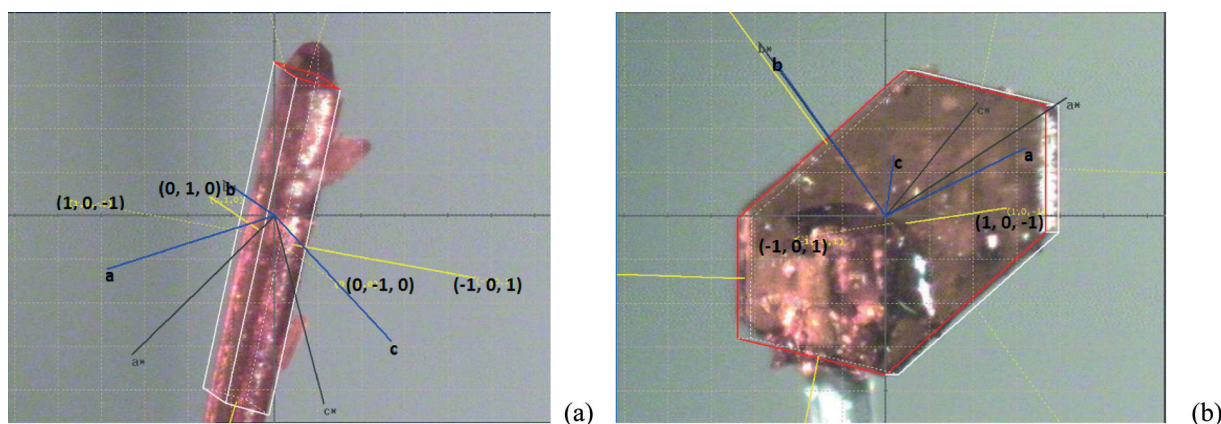 (0, 1, 0)
b*
b
(1, 0, -1)
a
(0, -1, 0)
(-1, 0, 1)
c
a*
c*
(a)
b*
b
c*
a*
c
a
(1, 0, -1)
(-1, 0, 1)
(b)